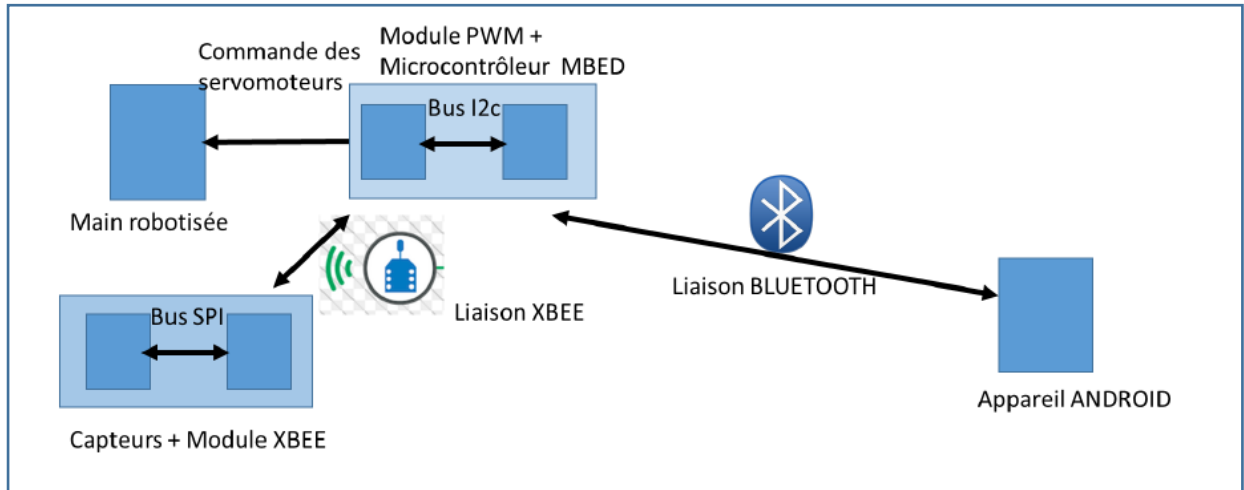 Commande des
servomoteurs
Module PWM +
Microcontrôleur MBED
Bus I2c
Main robotisée
Liaison XBEE
Liaison BLUETOOTH
Bus SPI
Capteurs + Module XBEE
Appareil ANDROID